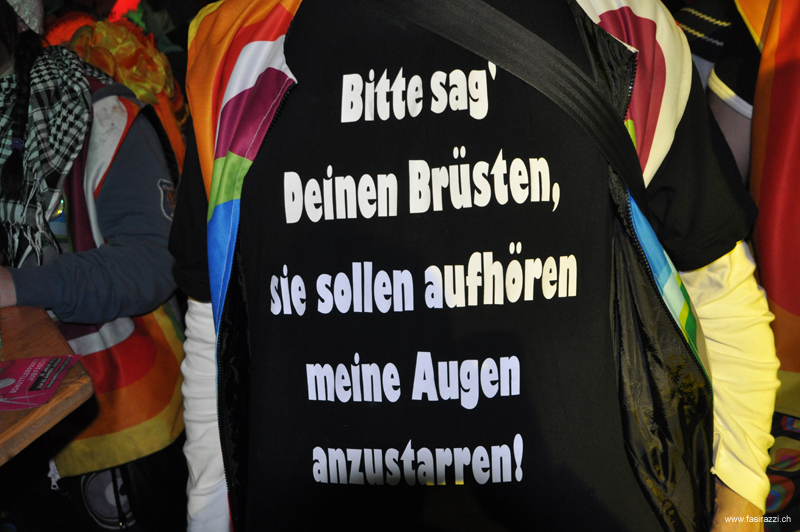 Bitte sag'
Deinen Brüsten,
sie sollen aufhören
meine Augen
anzustarren!
www.fasirazzi.ch